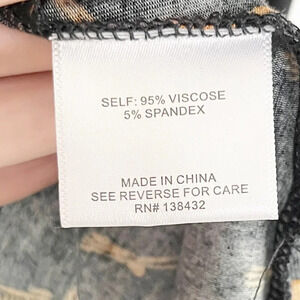 SELF: 95% VISCOSE
5% SPANDEX
MADE IN CHINA
SEE REVERSE FOR CARE
RN# 138432